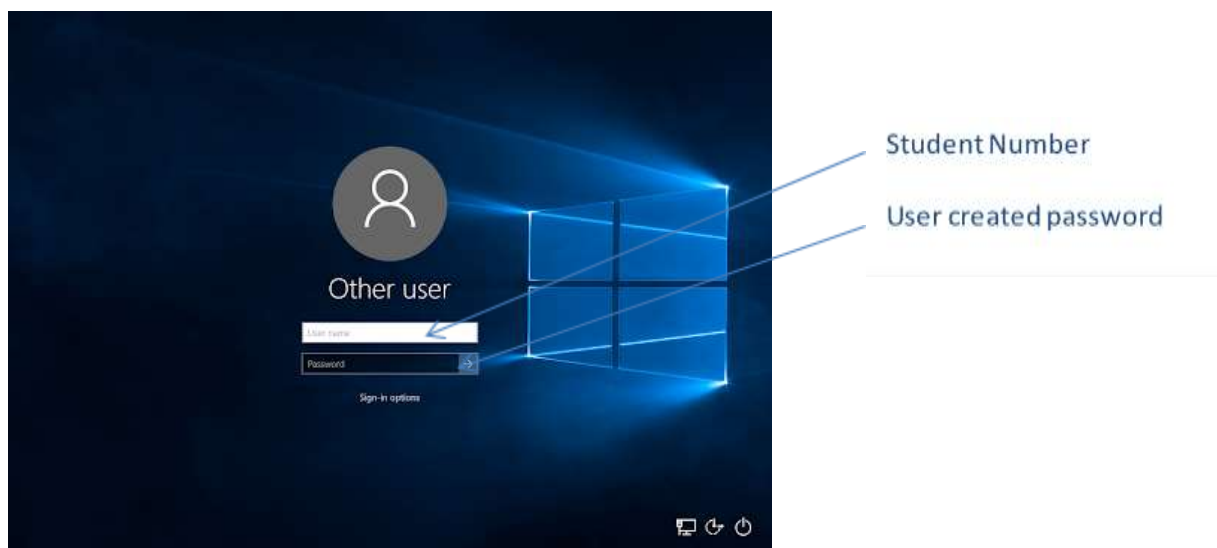 Student Number
User created password
Other user
User name
Password
Sign-in options